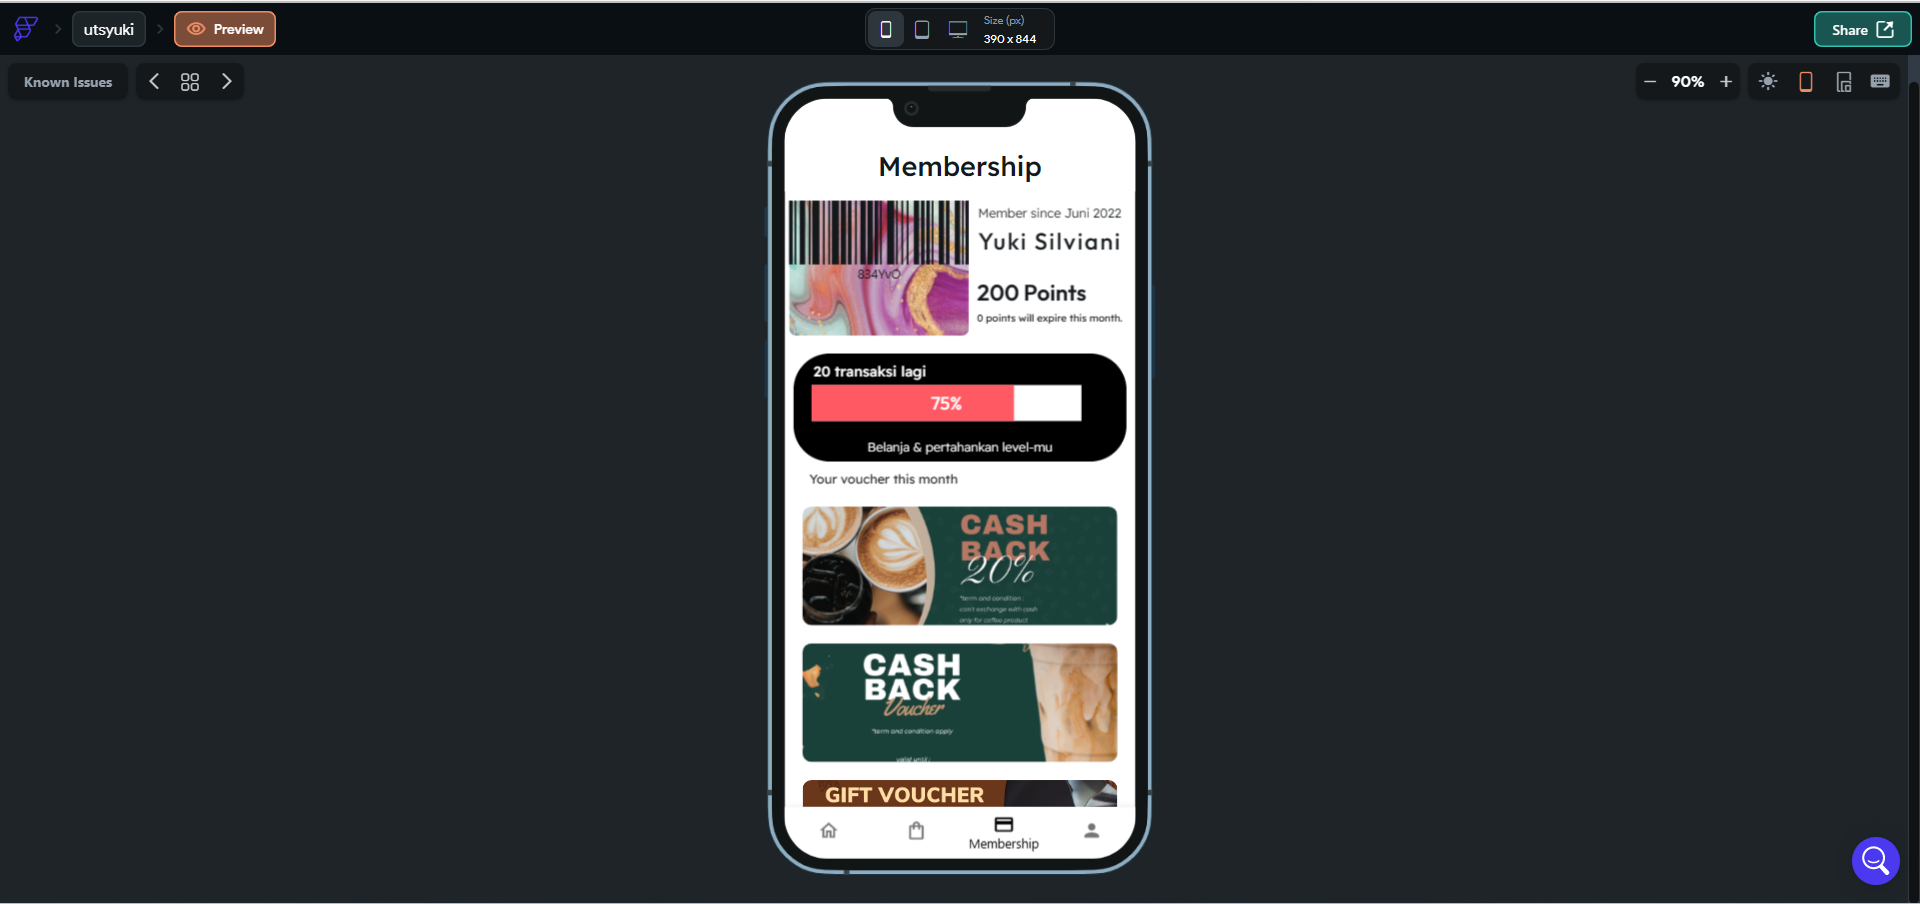 utsyuki
Preview
Size (px)
390 x 844
Share
Known Issues
90%
Membership
834YvO
Member since Juni 2022
Yuki Silviani
200 Points
0 points will expire this month.
20 transaksi lagi
75%
Belanja & pertahankan level-mu
Your voucher this month
CASH
BACK
20%
*term and condition :
can't exchange with cash
only for coffee product
CASH
BACK
Voucher
*term and condition apply
valid until :
GIFT VOUCHER
Membership